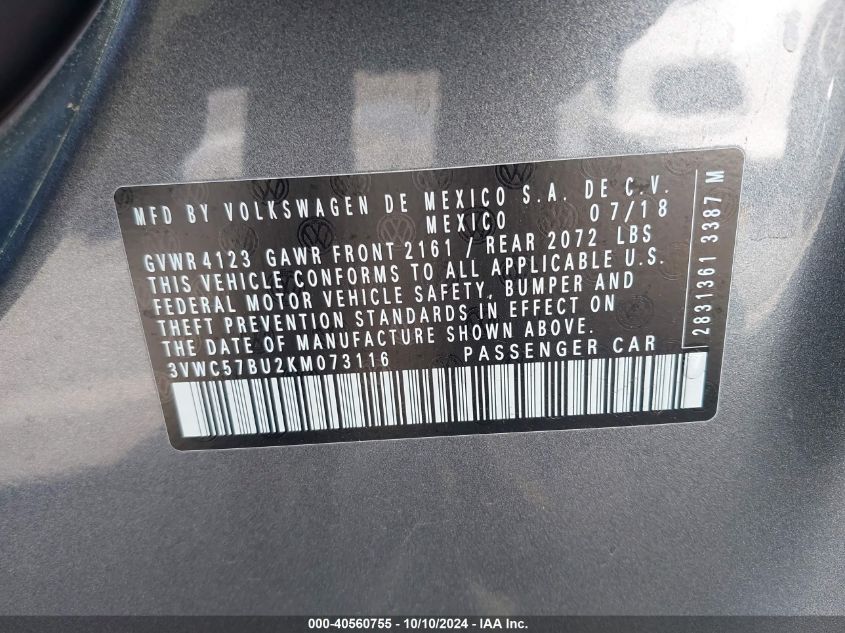 MFD BY VOLKSWAGEN DE MEXICO S.A. DE C.V.
MEXICO 07/18
GVWR 4123 GAWR FRONT 2161 / REAR 2072 LBS
THIS VEHICLE CONFORMS TO ALL APPLICABLE U.S.
FEDERAL MOTOR VEHICLE SAFETY, BUMPER AND
THEFT PREVENTION STANDARDS IN EFFECT ON
THE DATE OF MANUFACTURE SHOWN ABOVE.
3VWC57BU2KM073116 PASSENGER CAR
2831361 3387 M
000-40560755 - 10/10/2024 - IAA, Inc.